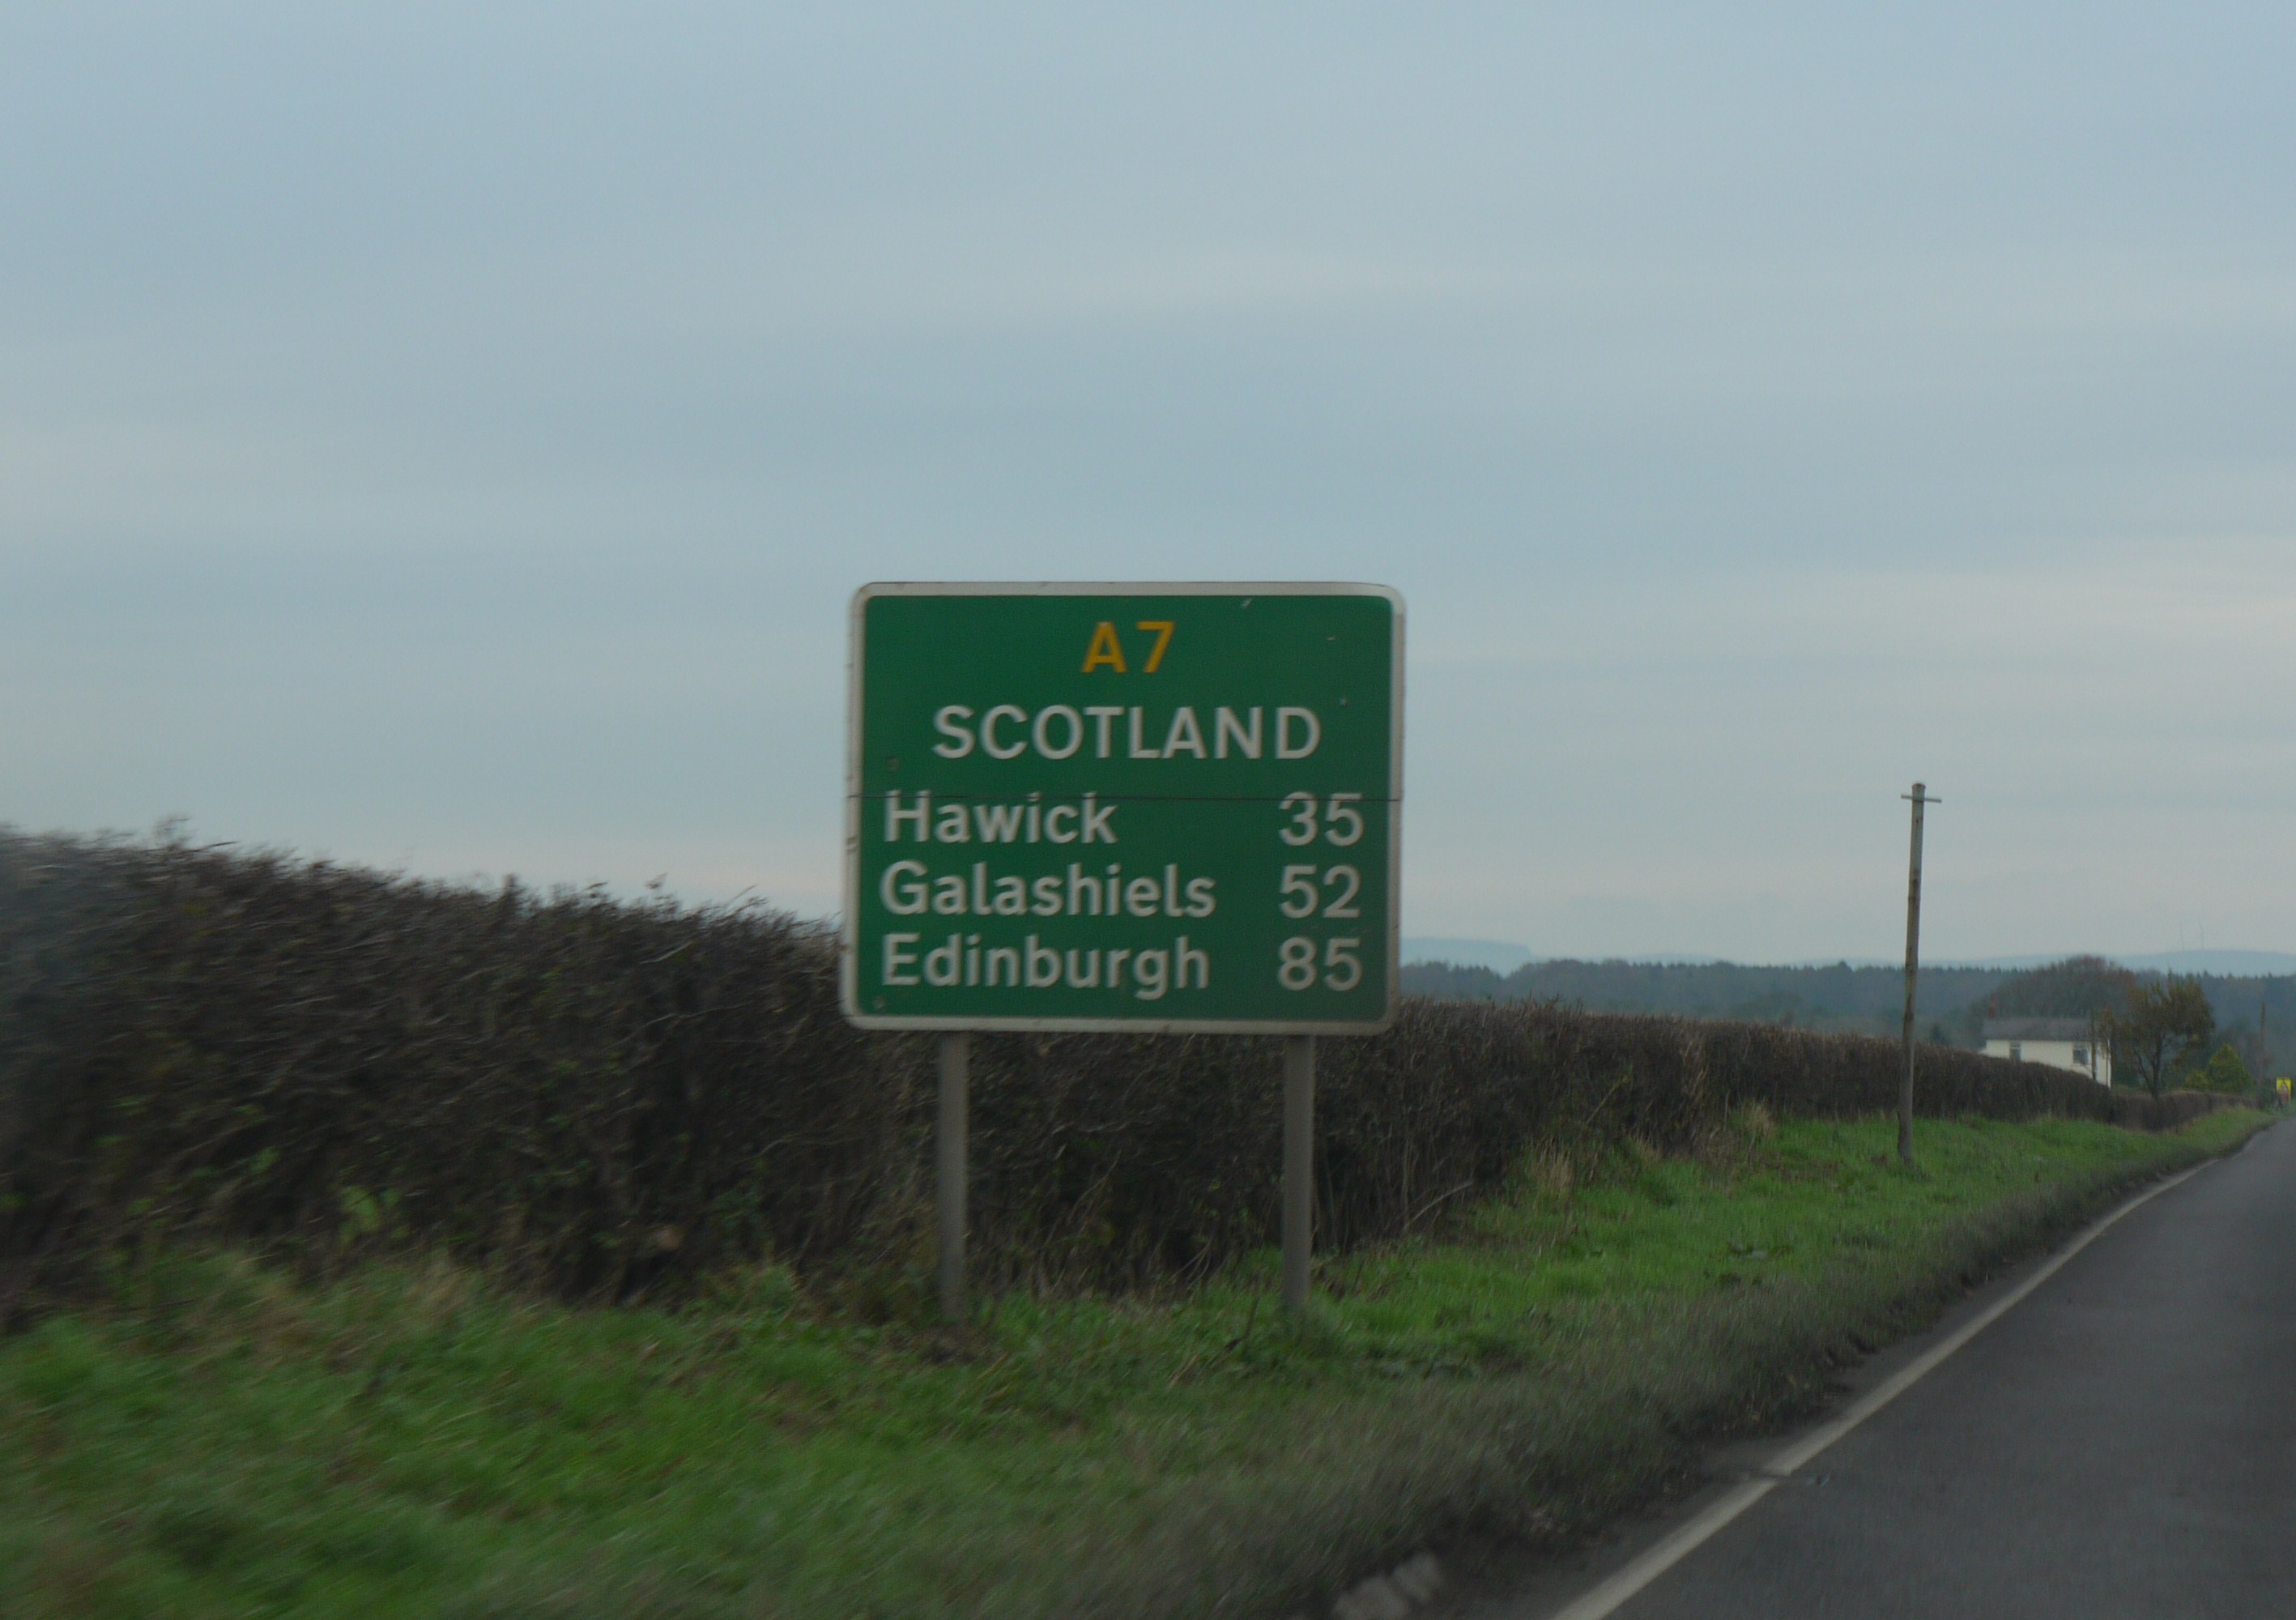 A7
SCOTLAND
Hawick 35
Galashiels 52
Edinburgh 85